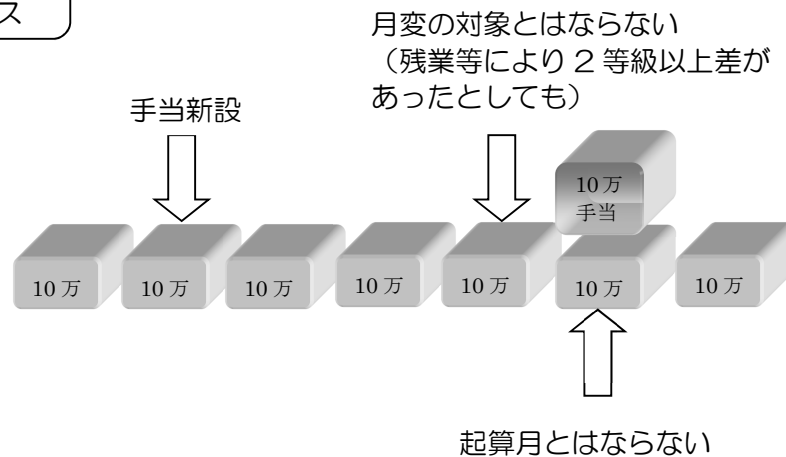 ス
月変の対象とはならない
（残業等により２等級以上差が
あったとしても）
手当新設
10万
手当
10万
10万
10万
10万
10万
10万
10万
起算月とはならない